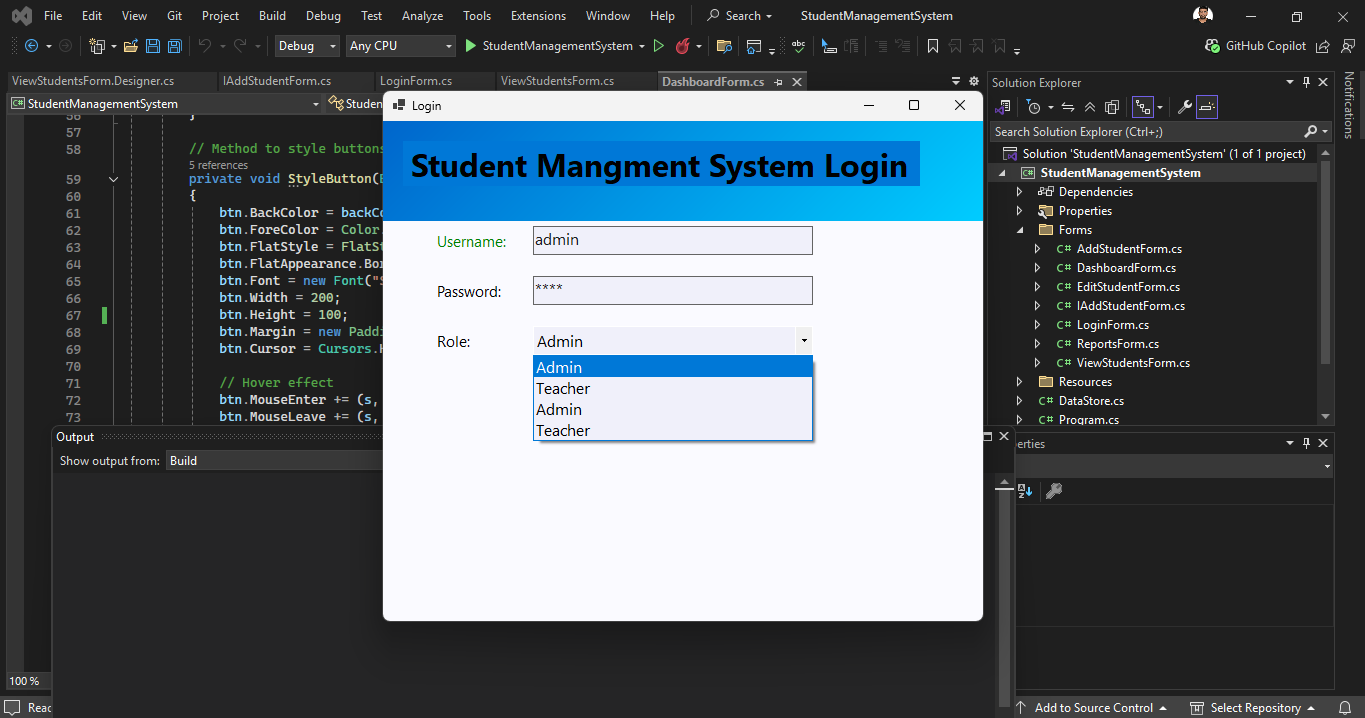 File Edit View Git Project Build Debug Test Analyze Tools Extensions Window Help Search StudentManagementSystem
Debug Any CPU StudentManagementSystem GitHub Copilot
ViewStudentsForm.Designer.cs IAddStudentForm.cs LoginForm.cs ViewStudentsForm.cs DashboardForm.cs
StudentManagementSystem
56 }
57
58 // Method to style buttons
5 references
59 private void StyleButton(
60 {
61 btn.BackColor =
62 btn.ForeColor = Color.
63 btn.FlatStyle =
64 btn.FlatAppearance.
65 btn.Font = new Font("S
66 btn.Width = 200;
67 btn.Height = 100;
68 btn.Margin = new
69 btn.Cursor = Cursors.
70
71 // Hover effect
72 btn.MouseEnter += (s,
73 btn.MouseLeave += (s,
Output
Show output from: Build
100 %
Login
Student Mangment System Login
Username: admin
Password: ****
Role: Admin
Admin
Teacher
Admin
Teacher
Solution Explorer
Search Solution Explorer (Ctrl+;)
Solution 'StudentManagementSystem' (1 of 1 project)
StudentManagementSystem
Dependencies
Properties
Forms
C# AddStudentForm.cs
C# DashboardForm.cs
C# EditStudentForm.cs
C# IAddStudentForm.cs
C# LoginForm.cs
C# ReportsForm.cs
C# ViewStudentsForm.cs
Resources
C# DataStore.cs
C# Program.cs
Notifications
erties
Add to Source Control Select Repository